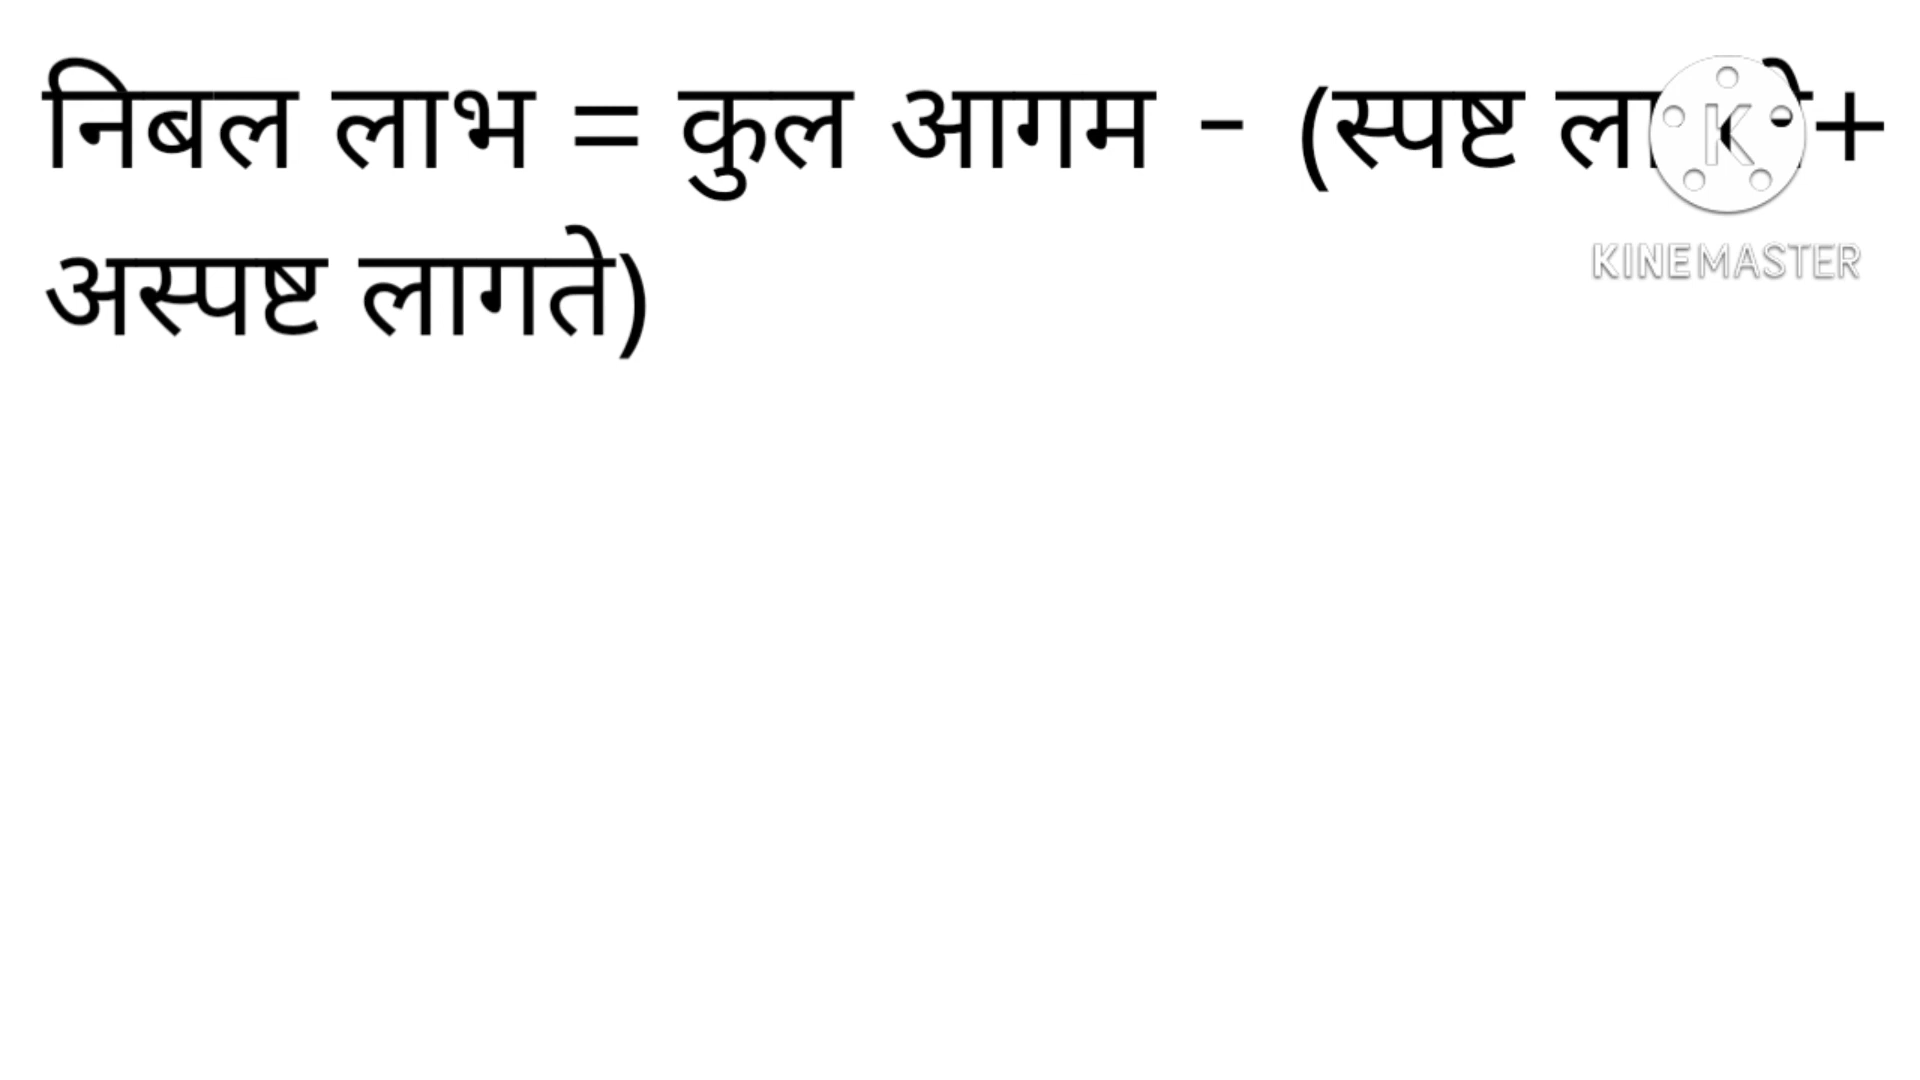 निबल लाभ = कुल आगम - (स्पष्ट +
अस्पष्ट लागते)
K
KINEMASTER